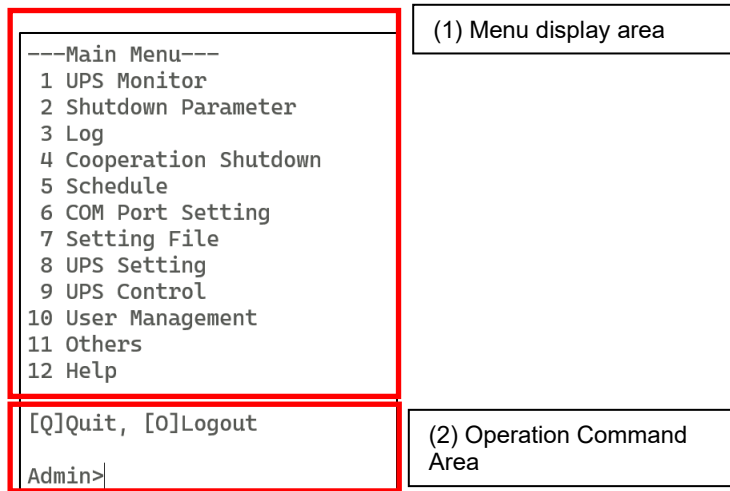 ---Main Menu---
1 UPS Monitor
2 Shutdown Parameter
3 Log
4 Cooperation Shutdown
5 Schedule
6 COM Port Setting
7 Setting File
8 UPS Setting
9 UPS Control
10 User Management
11 Others
12 Help
[Q]Quit, [O]Logout
Admin>
(1) Menu display area
(2) Operation Command
Area